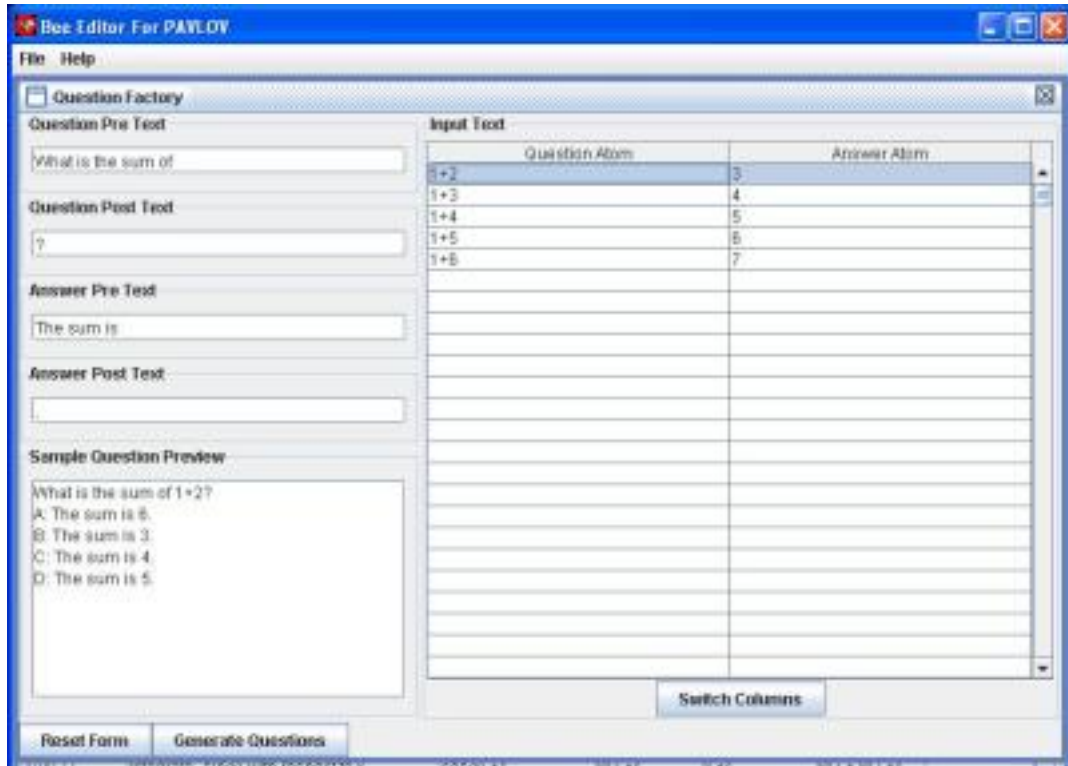 Bee Editor For PAVLOV
File Help
Question Factory
Question Pre Text
What is the sum of
Question Post Text
?
Answer Pre Text
The sum is
Answer Post Text
.
Sample Question Preview
What is the sum of 1+2?
A: The sum is 6.
B: The sum is 3.
C: The sum is 4.
D: The sum is 5.
Input Text
Question Atom Answer Atom
1+2 3
1+3 4
1+4 5
1+5 6
1+6 7
Switch Columns
Reset Form Generate Questions